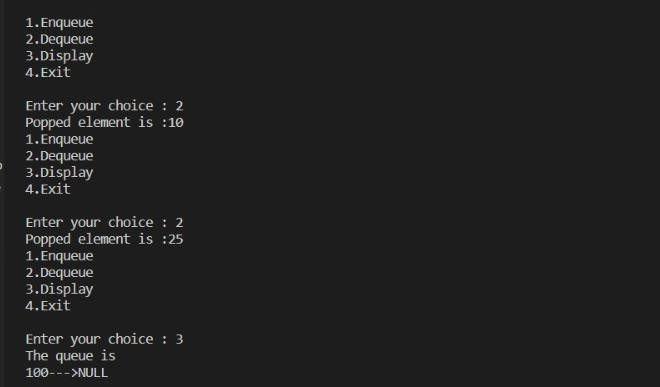 1.Enqueue
2.Dequeue
3.Display
4.Exit
Enter your choice : 2
Popped element is :10
1.Enqueue
2.Dequeue
3.Display
4.Exit
Enter your choice : 2
Popped element is :25
1.Enqueue
2.Dequeue
3.Display
4.Exit
Enter your choice : 3
The queue is
100--->NULL